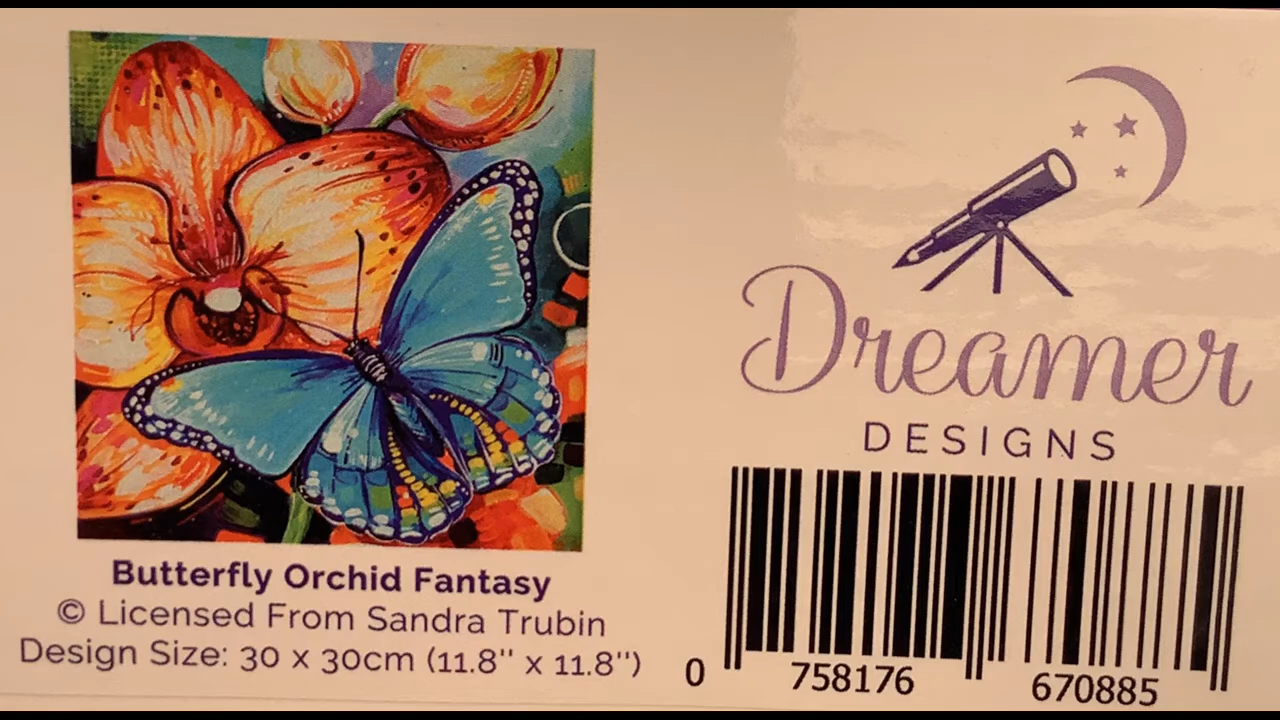 Butterfly Orchid Fantasy
© Licensed From Sandra Trubin
Design Size: 30 x 30cm (11.8" x 11.8")
Dreamer
DESIGNS
0 758176 670885